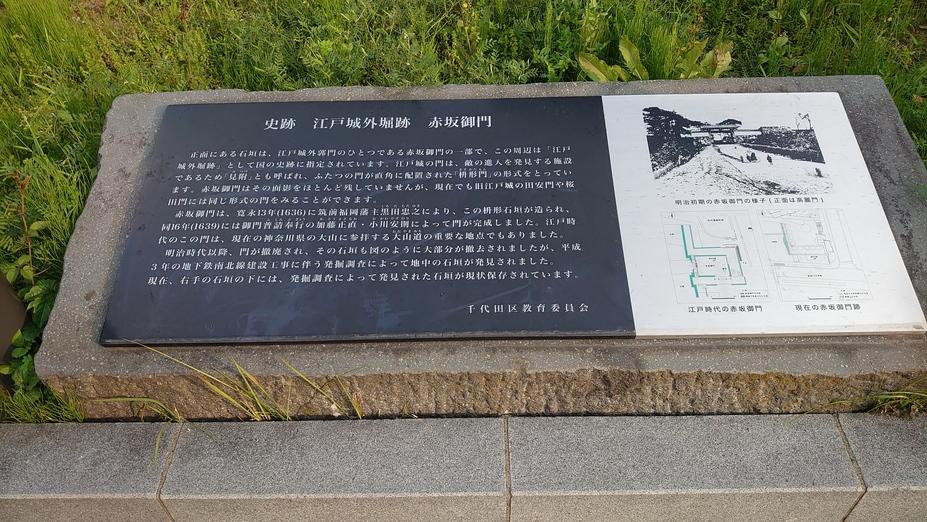 史跡　江戸城外堀跡　赤坂御門
正面にある石垣は、江戸城外郭門のひとつである赤坂御門の一部で、この周辺は「江戸
城外堀跡」として国の史跡に指定されています。江戸城の門は、敵の進入を発見する施設
であるため「見附」とも呼ばれ、ふたつの門が直角に配置された「枡形門」の形式をとってい
ます。赤坂御門はその面影をほとんど残していませんが、現在でも旧江戸城の田安門や桜
田門には同じ形式の門をみることができます。
赤坂御門は、寛永13年(1636)に筑前福岡藩主黒田忠之により、この枡形石垣が造られ、
同16年(1639)には御門普請奉行の加藤正直・小川安則によって門が完成しました。江戸時
代のこの門は、現在の神奈川県の大山に参拝する大山道の重要な地点でもありました。
明治時代以降、門が撤廃され、その石垣も図のように大部分が撤去されましたが、平成
3年の地下鉄南北線建設工事に伴う発掘調査によって地中の石垣が発見されました。
現在、右手の石垣の下には、発掘調査によって発見された石垣が現状保存されています。
千代田区教育委員会
明治初期の赤坂御門の様子(正面は高麗門)
江戸時代の赤坂御門
現在の赤坂御門跡